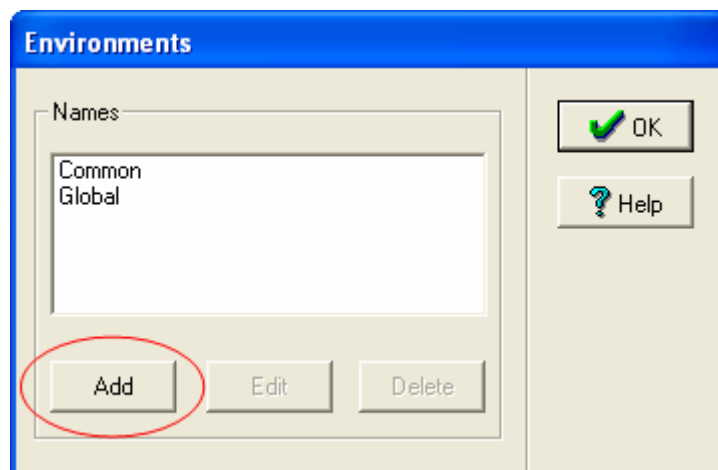 Environments
Names
Common
Global
Add
Edit
Delete
OK
Help